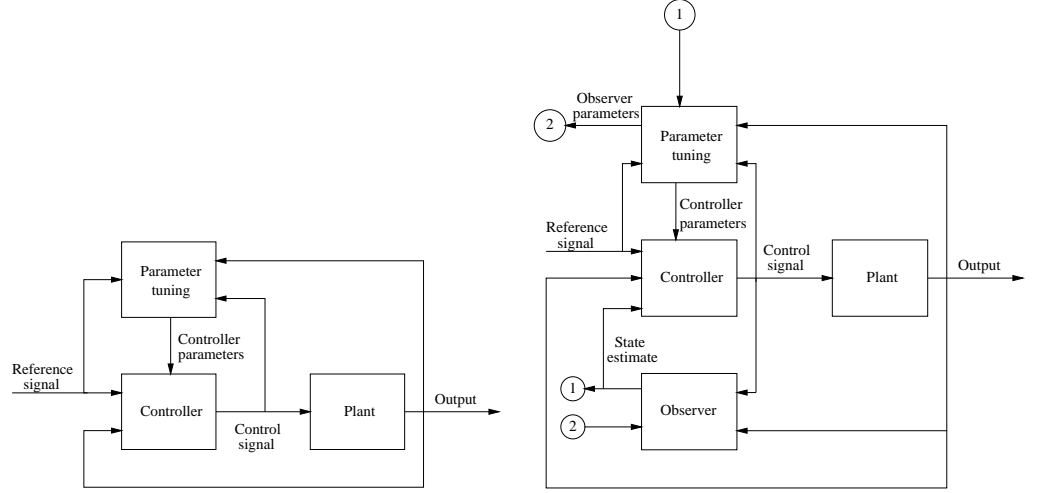 Parameter
tuning
Controller
parameters
Reference
signal
Controller
Plant
Output
Control
signal
1
Observer
parameters
2
Parameter
tuning
Controller
parameters
Reference
signal
Controller
Control
signal
Plant
Output
State
estimate
1
Observer
2